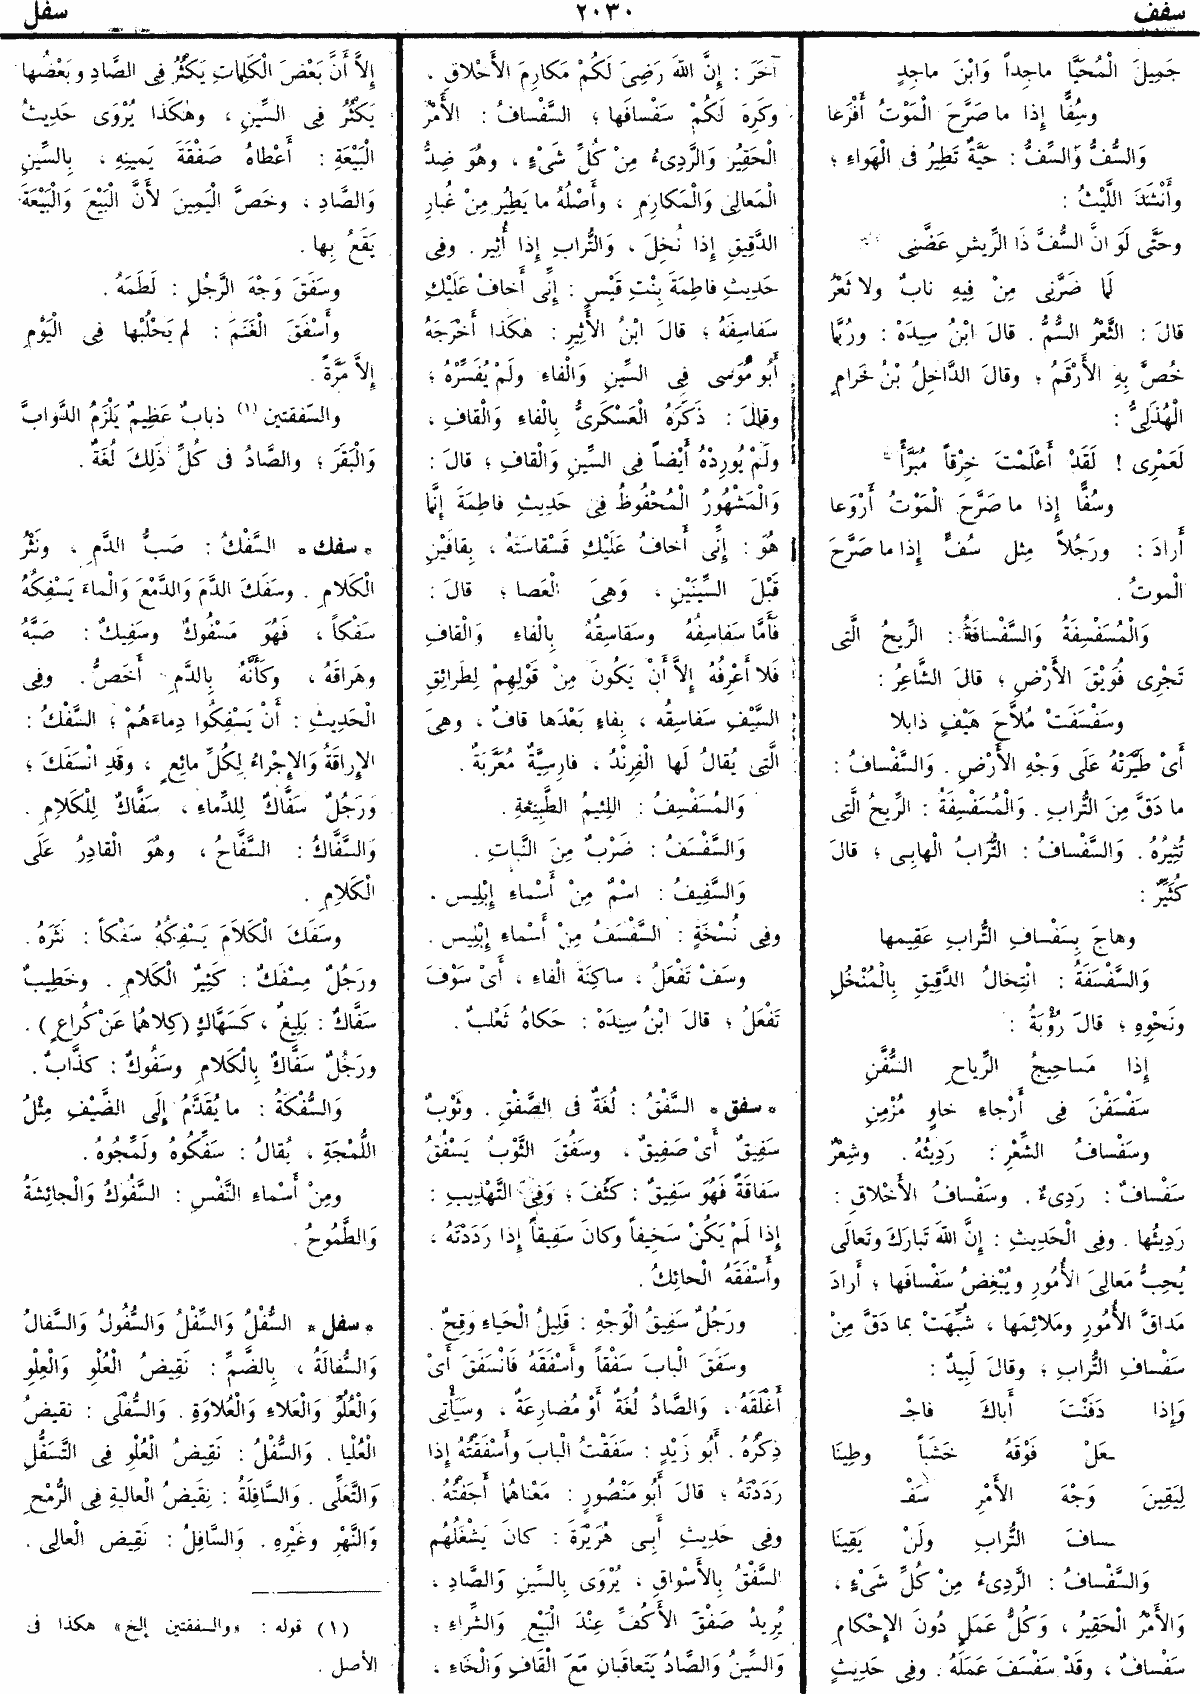 سفف
٢٠٣٠
سفل
جَمِيلَ الْمُحَيَّا ماجِداً وَابْنَ ماجِدٍ
وسُفًّا إِذا ما صَرَّحَ الْمَوْتُ أَقْرَعا
وَالسُّفُّ وَالسِّفُّ : حَيَّةٌ تَطِيرُ فى الْهَواءِ ؛
وأَنْشَدَ اللَّيْثُ :
وحَتَّى لَوَ انَّ السُّفَّ ذَا الرِّيشِ عَضَّنِى
لَما ضَرَّنِى مِنْ فِيهِ نابٌ ولا ثَعْرُ
قالَ : الثَّعْرُ السُّمُّ . قالَ ابْنُ سِيدَهْ : ورُبَّما
خُصَّ بِهِ الأَرْقَمُ ؛ وقالَ الدَّاخِلُ بْنُ حَرامٍ
الْهُذَلِىُّ :
لَعَمْرِى ! لَقَدْ أَعْلَمْتَ خِرْقاً مُبَرَّأً
وسُفًّا إِذا ما صَرَّحَ الْمَوْتُ أَرْوَعا
أَرادَ : ورَجُلاً مِثل سُفٍّ إِذا ما صَرَّحَ
الْموتُ .
وَالْمُسَفْسِفَةُ وَالسَّفْسافَةُ : الرِّيحُ الَّتِى
تَجْرِى فُوَيْقَ الأَرْضِ ؛ قالَ الشَّاعِرُ :
وسَفْسَفَتْ مُلاَّحَ هَيْفٍ ذابلا
أَىْ طَيَّرَتْهُ عَلَى وَجْهِ الأَرْضِ . وَالسَّفْسافُ :
ما دَقَّ مِنَ التُّرابِ . وَالْمُسَفْسِفَةُ : الرِّيحُ الَّتِى
تُثِيرُهُ . وَالسَّفْسافُ : التُّرابُ الْهابِى ؛ قالَ
كُثَيِّرٌ :
وهاجَ بِسَفْسافِ التُّرابِ عَقِيمها
وَالسَّفْسَفَةُ : انْتِخالُ الدَّقِيقِ بِالْمُنْخُلِ
ونَحْوِهِ ؛ قالَ رُؤْبَةُ :
إِذا مَساحِيجُ الرِّياحِ السُّفَّنِ
سَفْسَفْنَ فِى أَرْجاءِ خاوٍ مُزْمِنِ
وسَفْسافُ الشِّعْرِ : رَدِيئُهُ . وشِعْرٌ
سَفْسافٌ : رَدِىءٌ . وسَفْسافُ الأَخْلاقِ :
رَدِيئُها . وفِى الْحَدِيثِ : إِنَّ اللهَ تَبارَكَ وتَعالَى
يُحِبُّ مَعالِىَ الأُمُورِ ويُبْغِضُ سَفْسافَها ؛ أَرادَ
مَداقَّ الأُمُورِ ومَلائِمَها ، شُبِّهَتْ بما دَقَّ مِنْ
سَفْسافِ التُّرابِ ؛ وقالَ لَبِيدٌ :
وَإِذا دَفَنْتَ أَباكَ فاجْـ
ـعَلْ فَوْقَهُ خَشَباً وطِينَا
لِيَقِينَ وَجْهَ الأَمْرِ سَفْـ
ـسافَ التُّرابِ ولَنْ يَقِينَا
وَالسَّفْسافُ : الرَّدِىءُ مِنْ كُلِّ شَىْءٍ ،
وَالأَمْرُ الْحَقِيرُ ، وَكُلُّ عَمَلٍ دُونَ الإِحْكامِ
سَفْسافٌ ، وقَدْ سَفْسَفَ عَمَلَهُ . وفِى حَدِيثٍ
آخَرَ : إِنَّ اللهَ رَضِىَ لَكُمْ مَكارِمَ الأَخْلاقِ .
وكَرِهَ لَكُمْ سَفْسافَها ؛ السَّفْسافُ : الأَمْرُ
الْحَقِيرُ وَالرَّدِىءُ مِنْ كُلِّ شَىْءٍ ، وهُوَ ضِدُّ
الْمَعالِى وَالْمَكارِمِ ، وأَصْلُهُ ما يَطِيرُ مِنْ غُبارِ
الدَّقِيقِ إِذا نُخِلَ ، وَالتُّرابِ إِذا أُثِيرَ . وفِى
حَدِيثِ فاطِمَةَ بِنْتِ قَيْسٍ : إِنِّى أَخافُ عَلَيْكِ
سَفاسِفَهُ ؛ قالَ ابْنُ الأَثِيرِ : هٰكَذا أَخْرَجَهُ
أَبُو مُوسَى فِى السِّينِ وَالْفاءِ ولَمْ يُفَسِّرْهُ ؛
وقالَ : ذَكَرَهُ الْعَسْكَرِىُّ بِالْفاءِ وَالْقافِ ،
ولَمْ يُورِدْهُ أَيْضاً فِى السِّينِ وَالْقافِ ؛ قالَ :
وَالْمَشْهُورُ الْمَحْفُوظُ فِى حَدِيثِ فاطِمَةَ إِنَّما
هُوَ : إِنِّى أَخافُ عَلَيْكِ قَسْقاسَتَهُ ، بِقافَيْنِ
قَبْلَ السِّينَيْنِ ، وَهِىَ الْعَصا ؛ قالَ :
فَأَمَّا سَفاسِفُهُ وسَقاسِقُهُ بِالْفاءِ وَالْقافِ
فَلا أَعْرِفُهُ إِلاَّ أَنْ يَكُونَ مِنْ قَوْلِهِمْ لِطَرائِقِ
السَّيْفِ سَفاسِقُه ، بِفاءٍ بَعْدَها قافٌ ، وهِىَ
الَّتِى يُقالُ لَها الْفِرِنْدُ ، فارِسِيَّةٌ مُعَرَّبَةٌ .
وَالْمُسَفْسِفُ : اللئِيمُ الطَّبِيعَةِ .
وَالسَّفْسَفُ : ضَرْبٌ مِنَ النَّباتِ .
وَالسَّفِيفُ : اسْمٌ مِنْ أَسْماءِ إِبْلِيسَ .
وفِى نُسْخَةٍ : السَّفْسَفُ مِنْ أَسْماءِ إِبْلِيسَ .
وسَفْ تَفْعَلُ ، ساكِنَةَ الْفاءِ ، أَىْ سَوْفَ
تَفْعَلُ ؛ قالَ ابْنُ سِيدَهْ : حَكاهُ ثَعْلَبٌ .
* سفق * السَّفْقُ : لُغَةٌ فى الصَّفْقِ . وثَوْبٌ
سَفِيقٌ أَىْ صَفِيقٌ ، وسَفُقَ الثَّوْبُ يَسْفُقُ
سَفاقَةً فَهُوَ سَفِيقٌ : كَثُفَ ؛ وَفِى التَّهْذِيبِ :
إِذا لَمْ يَكُنْ سَخِيفاً وكانَ سَفِيقاً إِذا رَدَدْتَهُ ،
وأَسْفَقَهُ الْحائِكُ .
ورَجُلٌ سَفِيقُ الْوَجْهِ : قَلِيلُ الْحَياءِ وَقِحٌ .
وسَفَقَ الْبابَ سَفْقاً وأَسْفَقَهُ فَانْسَفَقَ أَىْ
أَغْلَقَهُ ، وَالصَّادُ لُغَةٌ أَوْ مُضارِعَةٌ ، وسَيَأْتِى
ذِكْرُهُ . أَبُو زَيْدٍ : سَفَقْتُ الْبابَ وأَسْفَقْتُهُ إِذا
رَدَدْتَهُ ؛ قالَ أَبُو مَنْصُورٍ : مَعْناهُما أَجَفْتُهُ .
وفِى حَدِيثِ أَبِى هُرَيْرَةَ : كانَ يَشْغَلُهُم
السَّفْقُ بِالأَسْواقِ ، يُرْوَى بِالسِّينِ وَالصَّادِ ،
يُرِيدُ صَفْقَ الأَكُفِّ عِنْدَ الْبَيْعِ وَالشِّراءِ ؛
وَالسِّينُ وَالصَّادُ يَتَعاقَبانِ مَعَ الْقافِ وَالْخاءِ ،
إِلاَّ أَنَّ بَعْضَ الْكَلِماتِ يَكْثُرُ فِى الصَّادِ وبَعْضُها
يَكْثُرُ فِى السِّينِ ، وهٰكَذا يُرْوَى حَدِيثُ
الْبَيْعَةِ : أَعْطاهُ صَفْقَةَ يَمِينِهِ ، بِالسِّينِ
وَالصَّادِ ، وخَصَّ الْيَمِينَ لأَنَّ الْبَيْعَ وَالْبَيْعَةَ
يَقَعُ بِها .
وسَفَقَ وَجْهَ الرَّجُلِ : لَطَمَهُ .
وأَسْفَقَ الْغَنَمَ : لَمْ يَحْلُبْها فِى الْيَوْمِ
إِلاَّ مَرَّةً .
والسّفقتين (١) ذبابٌ عَظِيمٌ يَلْزَمُ الدَّوابَّ
وَالْبَقَرَ ؛ والصَّادُ فى كُلِّ ذَلِكَ لُغَةٌ .
* سفك * السَّفْكُ : صَبُّ الدَّمِ ، ونَثْرُ
الْكَلامِ . وسَفَكَ الدَّمَ وَالدَّمْعَ وَالْماءَ يَسْفِكُهُ
سَفْكاً ، فَهُوَ مَسْفُوكٌ وسَفِيكٌ : صَبَّهُ
وهَراقَهُ ، وكَأَنَّهُ بِالدَّمِ أَخَصُّ . وفِى
الْحَدِيثِ : أَنْ يَسْفِكُوا دِماءَهُمْ ؛ السَّفْكُ :
الإِراقَةُ وَالإِجْراءُ لِكُلِّ مائِعٍ ، وقَدِ انْسَفَكَ ؛
وَرَجُلٌ سَفَّاكٌ لِلدِّماءِ ، سَفَّاكٌ لِلْكَلامِ .
وَالسَّفَّاكُ : السَّفَّاحُ ، وهُوَ الْقادِرُ عَلَى
الْكَلامِ .
وسَفَكَ الْكَلاَمَ يَسْفِكُهُ سَفْكاً : نَثَرَهُ .
ورَجُلٌ مِسْفَكٌ : كَثِيرُ الْكَلامِ . وخَطِيبٌ
سَفَّاكٌ : بَلِيغٌ ، كَسَهَّاكٍ (كِلاهُما عَنْ كُراعٍ ) .
ورَجُلٌ سَفَّاكٌ بِالْكَلامِ وسَفُوكٌ : كذَّابٌ .
وَالسُّفْكَةُ : ما يُقَدَّمُ إِلَى الضَّيْفِ مِثْلُ
اللُّمْجَةِ ، يُقالُ : سَفِّكُوهُ ولَمِّجُوهُ .
ومِنْ أَسْماءِ النَّفْسِ : السَّفُوكُ وَالْجائِشَةُ
وَالطَّمُوحُ .
* سفل * السُّفْلُ وَالسِّفْلُ وَالسُّفُولُ وَالسَّفالُ
وَالسُّفالَةُ ، بِالضَّمِّ : نَقِيضُ الْعُلْوِ وَالْعِلْوِ
وَالْعُلُوِّ وَالْعَلاءِ وَالْعُلاوَةِ . وَالسُّفْلَى : نَقيضُ
الْعُلْيا . وَالسُّفْلُ : نَقِيضُ الْعُلْوِ فِى التَّسَفُّلِ
وَالتَّعَلِّى . وَالسَّافِلَةُ : نَقِيضُ الْعالِيةِ فِى الرُّمْحِ
وَالنَّهْرِ وغَيْرِهِ . وَالسَّافِلُ : نَقِيض الْعالِى .
(١) قوله : «والسفقتين إلخ» هكذا فى
الأصل .